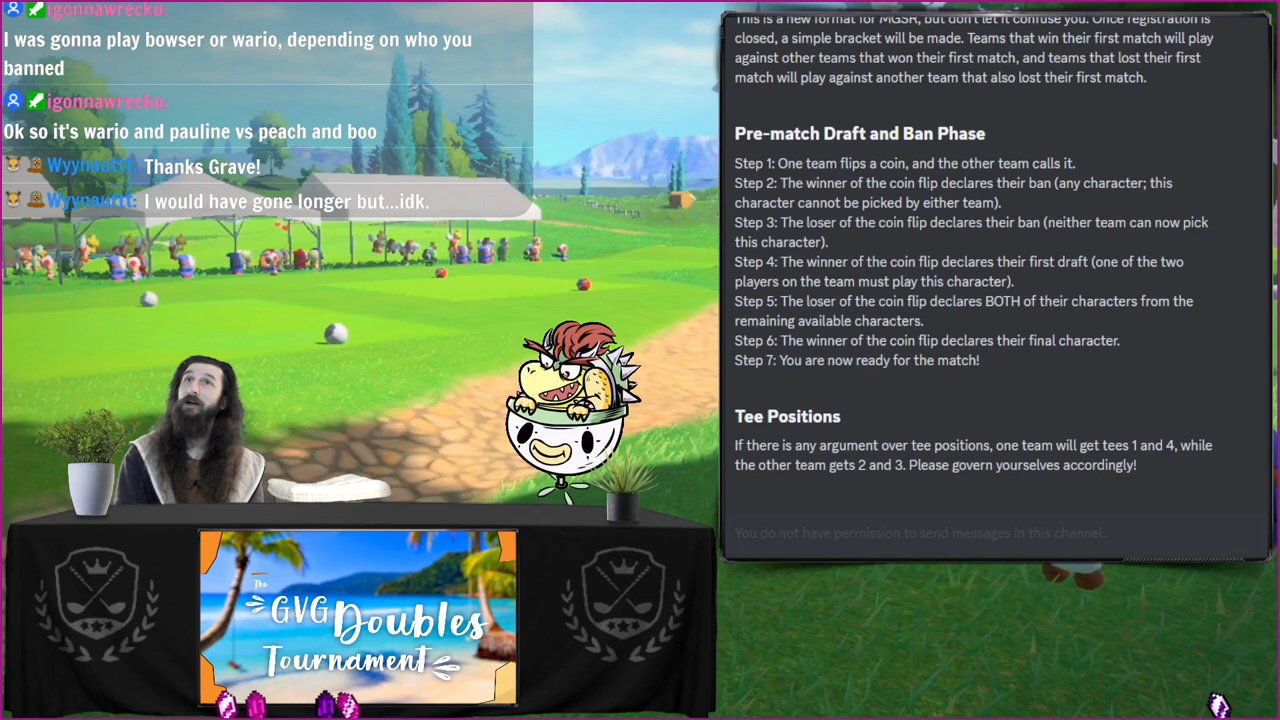 igonnawrecku:
I was gonna play bowser or wario, depending on who you
banned
igonnawrecku:
Ok so it's wario and pauline vs peach and boo
Wyynauttt: Thanks Grave!
Wyynauttt: I would have gone longer but...idk.
This is a new format for MGSR, but don't let it confuse you. Once registration is
closed, a simple bracket will be made. Teams that win their first match will play
against other teams that won their first match, and teams that lost their first
match will play against another team that also lost their first match.
Pre-match Draft and Ban Phase
Step 1: One team flips a coin, and the other team calls it.
Step 2: The winner of the coin flip declares their ban (any character; this
character cannot be picked by either team).
Step 3: The loser of the coin flip declares their ban (neither team can now pick
this character).
Step 4: The winner of the coin flip declares their first draft (one of the two
players on the team must play this character).
Step 5: The loser of the coin flip declares BOTH of their characters from the
remaining available characters.
Step 6: The winner of the coin flip declares their final character.
Step 7: You are now ready for the match!
Tee Positions
If there is any argument over tee positions, one team will get tees 1 and 4, while
the other team gets 2 and 3. Please govern yourselves accordingly!
You do not have permission to send messages in this channel.
The
GVG Doubles
Tournament